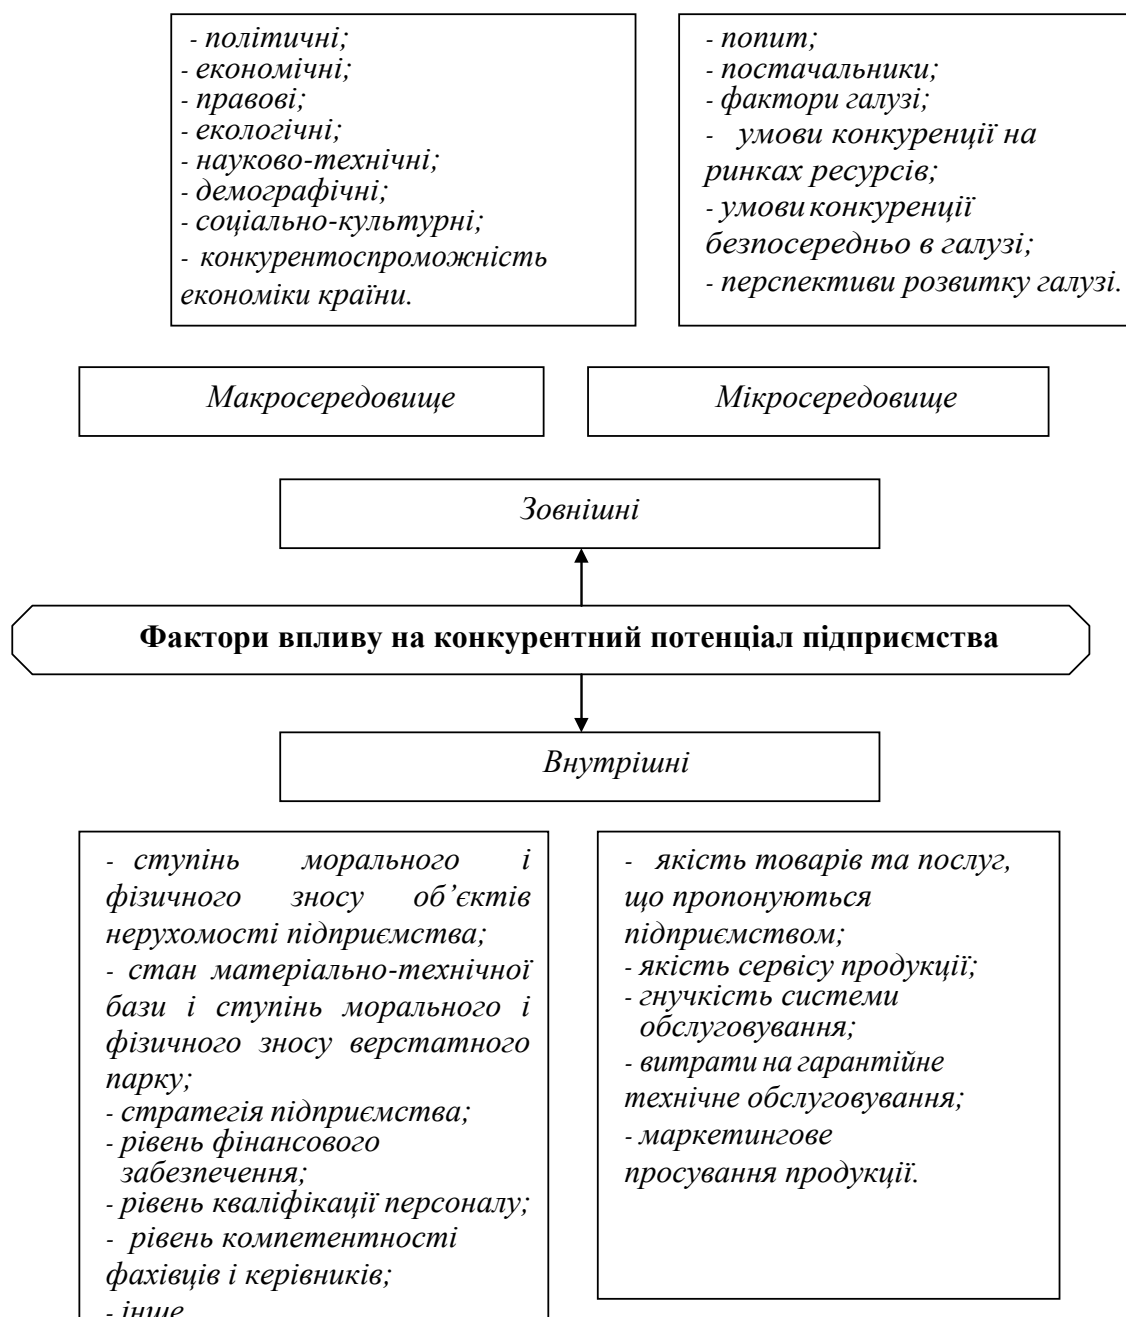 - політичні;
- економічні;
- правові;
- екологічні;
- науково-технічні;
- демографічні;
- соціально-культурні;
- конкурентоспроможність
економіки країни.
- попит;
- постачальники;
- фактори галузі;
- умови конкуренції на
ринках ресурсів;
- умови конкуренції
безпосередньо в галузі;
- перспективи розвитку галузі.
Макросередовище
Мікросередовище
Зовнішні
Фактори впливу на конкурентний потенціал підприємства
Внутрішні
- ступінь морального і
фізичного зносу об’єктів
нерухомості підприємства;
- стан матеріально-технічної
бази і ступінь морального і
фізичного зносу верстатного
парку;
- стратегія підприємства;
- рівень фінансового
забезпечення;
- рівень кваліфікації персоналу;
- рівень компетентності
фахівців і керівників;
- інше
- якість товарів та послуг,
що пропонуються
підприємством;
- якість сервісу продукції;
- гнучкість системи
обслуговування;
- витрати на гарантійне
технічне обслуговування;
- маркетингове
просування продукції.